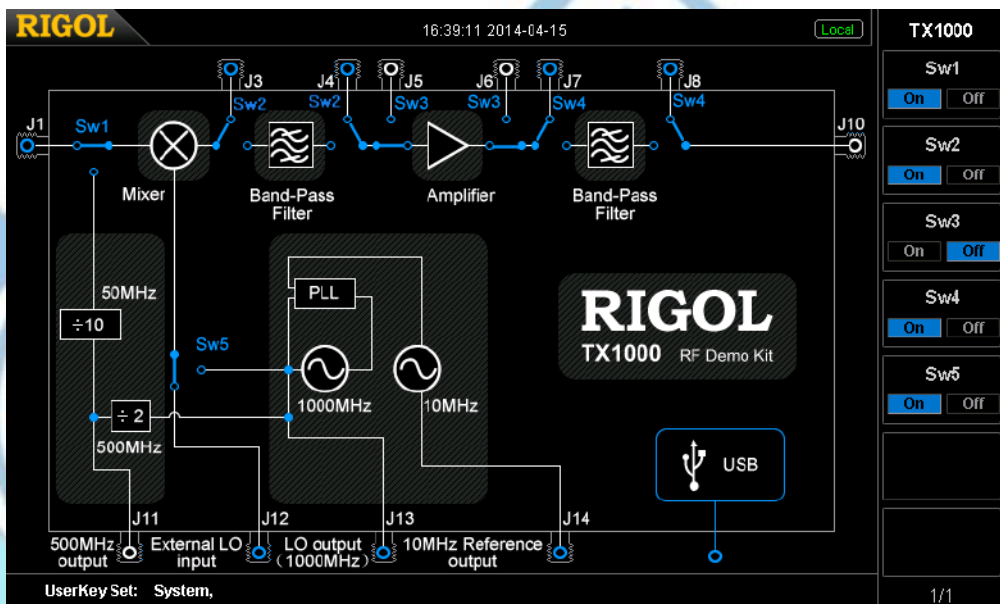 RIGOL
16:39:11 2014-04-15
Local
TX1000
J3
J4
J5
J6
J7
J8
Sw2
Sw2
Sw3
Sw3
Sw4
Sw4
J1
Sw1
J10
Mixer
Band-Pass
Filter
Amplifier
Band-Pass
Filter
50MHz
÷10
PLL
Sw5
1000MHz
10MHz
÷ 2
500MHz
RIGOL
TX1000 RF Demo Kit
USB
J11
J12
J13
J14
500MHz
output
External LO
input
LO output
(1000MHz)
10MHz Reference
output
UserKey Set: System,
Sw1
On Off
Sw2
On Off
Sw3
On Off
Sw4
On Off
Sw5
On Off
1/1